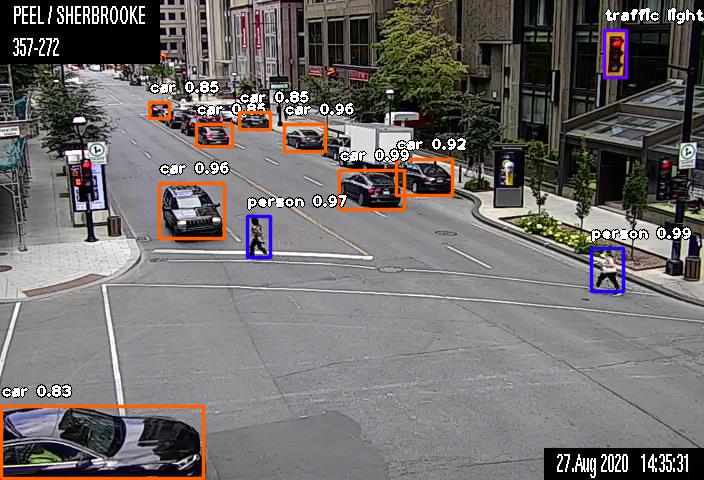 PEEL / SHERBROOKE
357-272
traffic light
car 0.85
car 0.85
car 0.86
car 0.96
car 0.99
car 0.92
car 0.96
person 0.97
person 0.99
car 0.83
27.Aug 2020 14:35:31